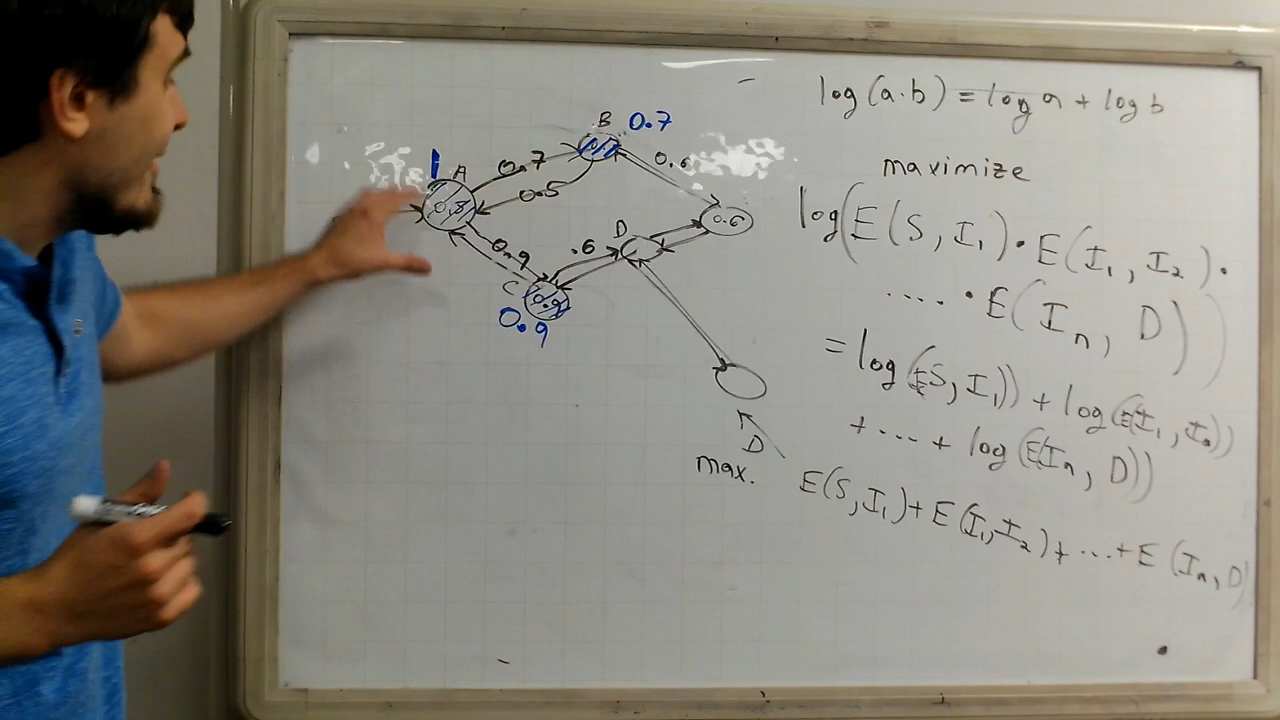 log(a·b) = log a + log b
maximize
log(E(S, I₁)·E(I₁, I₂)·
....·E(Iₙ, D))
= log(E(S, I₁)) + log(E(I₁, I₂))
+ ... + log(E(Iₙ, D))
max. E(S, I₁) + E(I₁, I₂) + ... + E(Iₙ, D)
B 0.7
1 A 0.7 0.6
0.8 0.5
0.6
D
0.9 .6
C
0.9
D